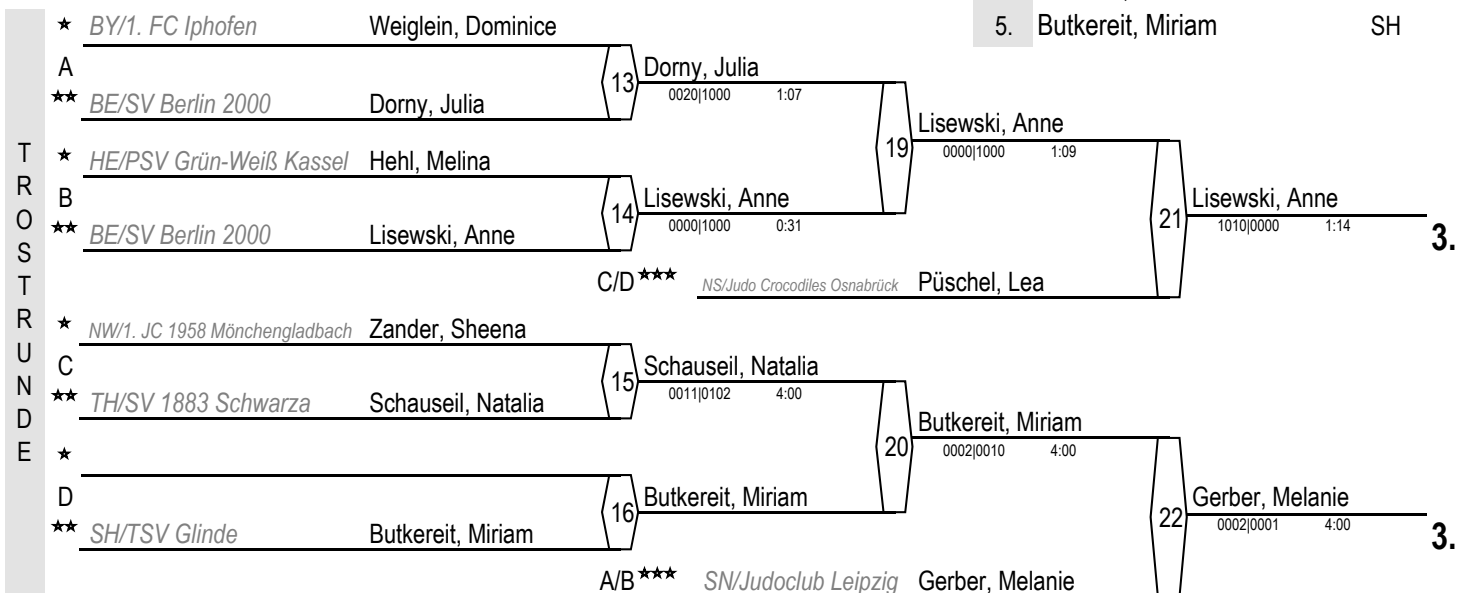 ★ BY/1. FC Iphofen Weiglein, Dominice
5. Butkereit, Miriam SH
A
13 Dorny, Julia
0020|1000 1:07
★★ BE/SV Berlin 2000 Dorny, Julia
19 Lisewski, Anne
0000|1000 1:09
★ HE/PSV Grün-Weiß Kassel Hehl, Melina
B
14 Lisewski, Anne
0000|1000 0:31
21 Lisewski, Anne
1010|0000 1:14
3.
★★ BE/SV Berlin 2000 Lisewski, Anne
C/D ★★★ NS/Judo Crocodiles Osnabrück Püschel, Lea
TROSTRUNDE
★ NW/1. JC 1958 Mönchengladbach Zander, Sheena
C
15 Schauseil, Natalia
0011|0102 4:00
★★ TH/SV 1883 Schwarza Schauseil, Natalia
20 Butkereit, Miriam
0002|0010 4:00
★
D
16 Butkereit, Miriam
22 Gerber, Melanie
0002|0001 4:00
3.
★★ SH/TSV Glinde Butkereit, Miriam
A/B ★★★ SN/Judoclub Leipzig Gerber, Melanie